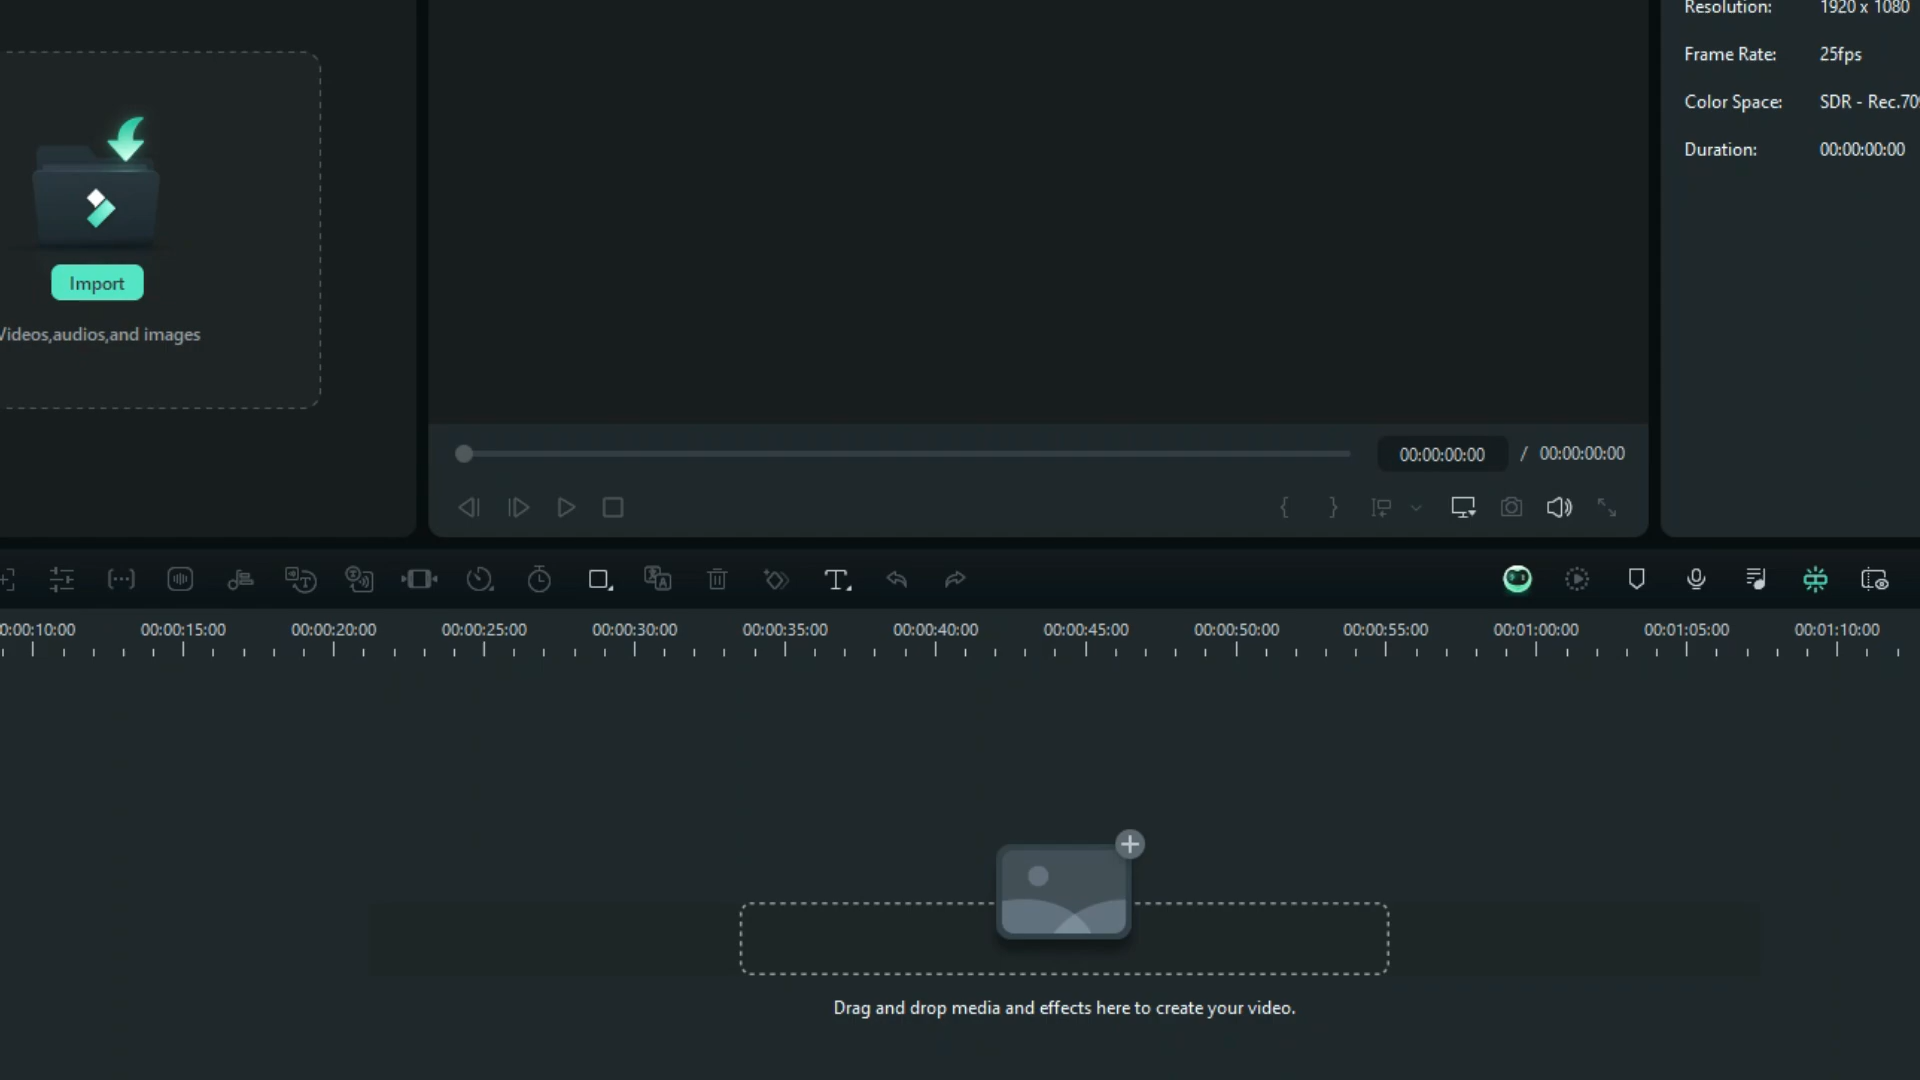 Resolution: 1920 x 1080
Frame Rate: 25fps
Color Space: SDR - Rec.709
Duration: 00:00:00:00
Import
Videos,audios,and images
00:00:00:00 / 00:00:00:00
0:00:10:00 00:00:15:00 00:00:20:00 00:00:25:00 00:00:30:00 00:00:35:00 00:00:40:00 00:00:45:00 00:00:50:00 00:00:55:00 00:01:00:00 00:01:05:00 00:01:10:00
Drag and drop media and effects here to create your video.